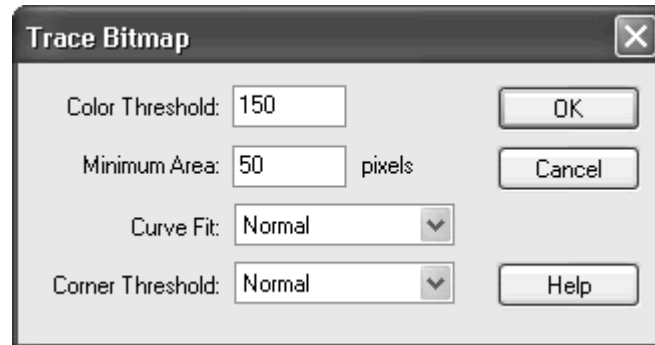 Trace Bitmap
Color Threshold: 150 OK
Minimum Area: 50 pixels Cancel
Curve Fit: Normal
Corner Threshold: Normal Help